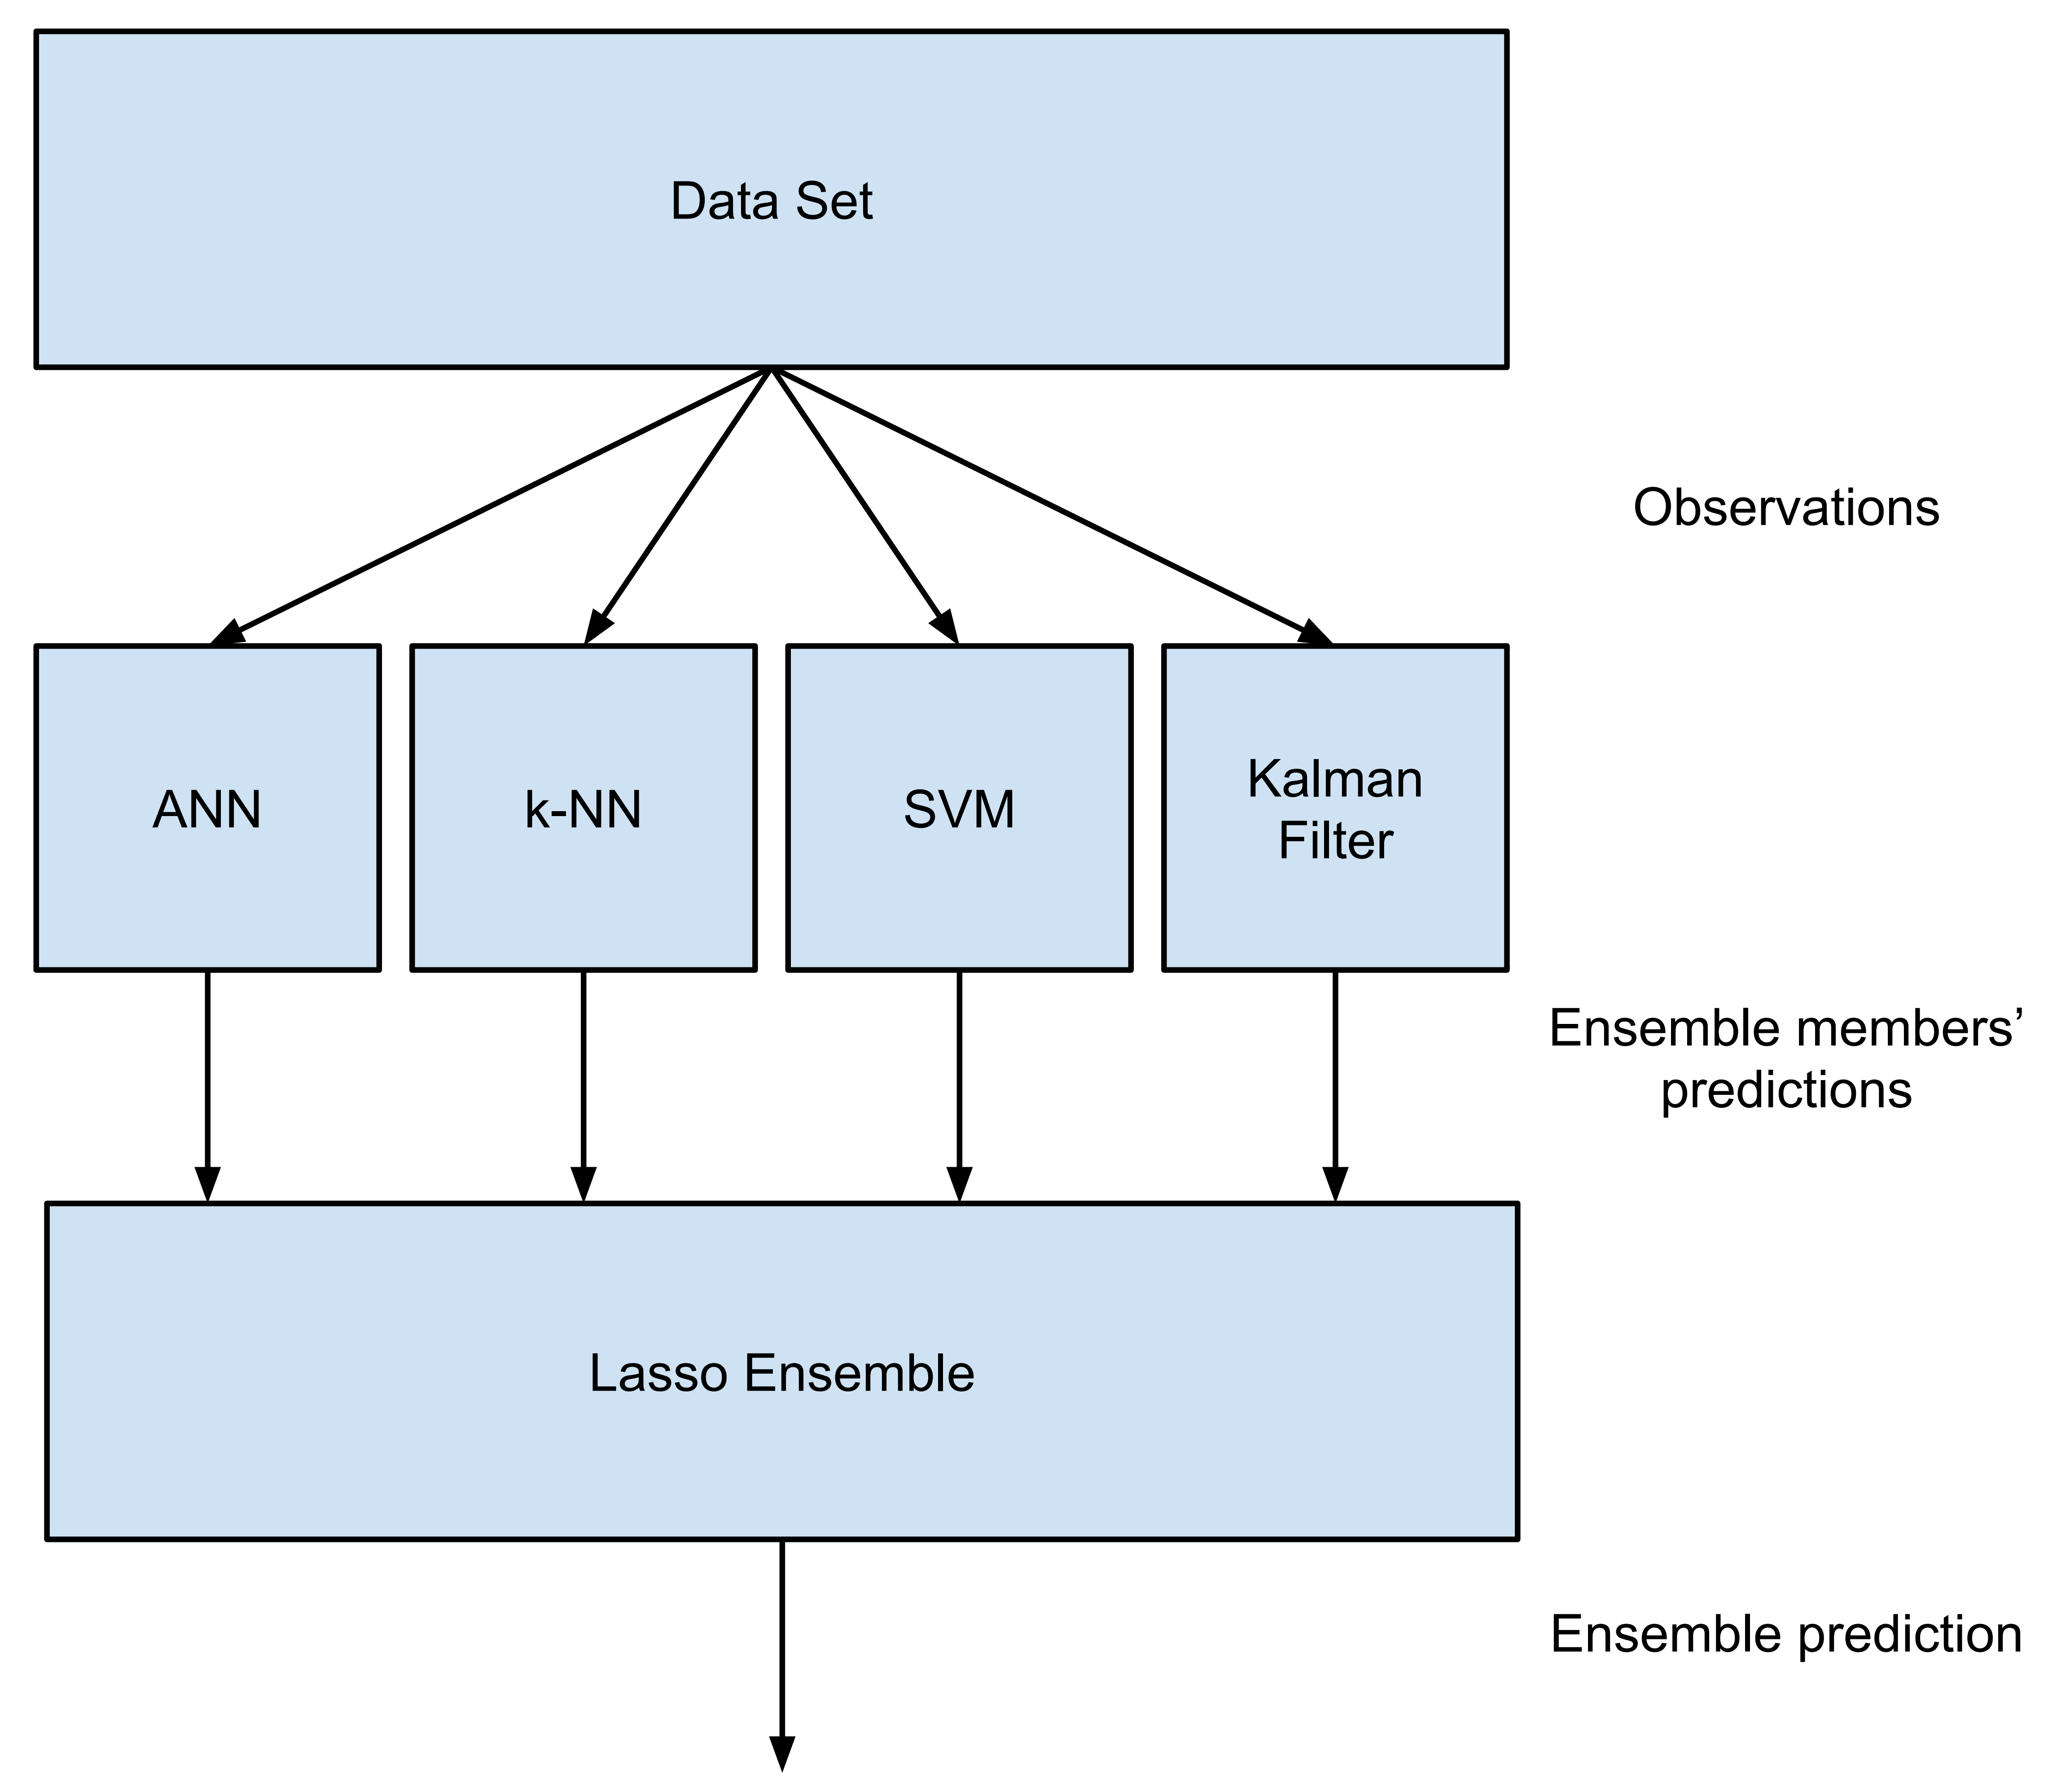 Data Set
Observations
ANN
k-NN
SVM
Kalman
Filter
Ensemble members’
predictions
Lasso Ensemble
Ensemble prediction